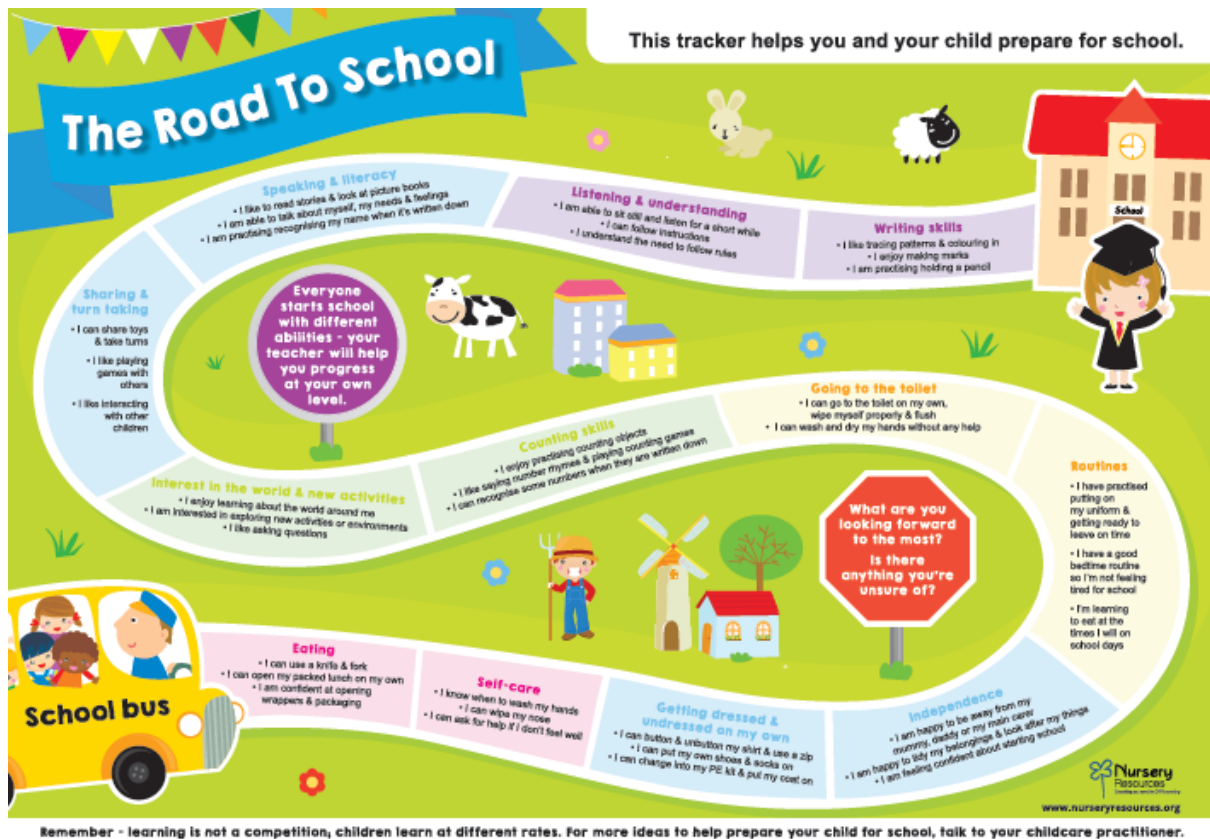 The Road To School
This tracker helps you and your child prepare for school.
School
School bus
Eating
• I can use a knife & fork
• I can open my packed lunch on my own
• I am confident at opening
wrappers & packaging
Self-care
• I know when to wash my hands
• I can wipe my nose
• I can ask for help if I don't feel well
Getting dressed &
undressed on my own
• I can button & unbutton my shirt & use a zip
• I can put my own shoes & socks on
• I can change into my PE kit & put my coat on
Independence
• I am happy to be away from my
mummy, daddy or my main carer
• I am happy to tidy my belongings & look after my things
• I am feeling confident about starting school
Routines
• I have practised
putting on
my uniform &
getting ready to
leave on time
• I have a good
bedtime routine
so I'm not feeling
tired for school
• I'm learning
to eat at the
times I will on
school days
Going to the toilet
• I can go to the toilet on my own,
wipe myself properly & flush
• I can wash and dry my hands without any help
Counting skills
• I enjoy practising counting objects
• I like saying number rhymes & playing counting games
• I can recognise some numbers when they are written down
Interest in the world & new activities
• I enjoy learning about the world around me
• I am interested in exploring new activities or environments
• I like asking questions
Sharing &
turn taking
• I can share toys
& take turns
• I like playing
games with
others
• I like interacting
with other
children
Speaking & literacy
• I like to read stories & look at picture books
• I am able to talk about myself, my needs & feelings
• I am practising recognising my name when it's written down
Listening & understanding
• I am able to sit still and listen for a short while
• I can follow instructions
• I understand the need to follow rules
Writing skills
• I like tracing patterns & colouring in
• I enjoy making marks
• I am practising holding a pencil
Everyone
starts school
with different
abilities - your
teacher will help
you progress
at your own
level.
What are you
looking forward
to the most?
Is there
anything you're
unsure of?
Nursery
Resources
www.nurseryresources.org
Remember - learning is not a competition; children learn at different rates. For more ideas to help prepare your child for school, talk to your childcare practitioner.